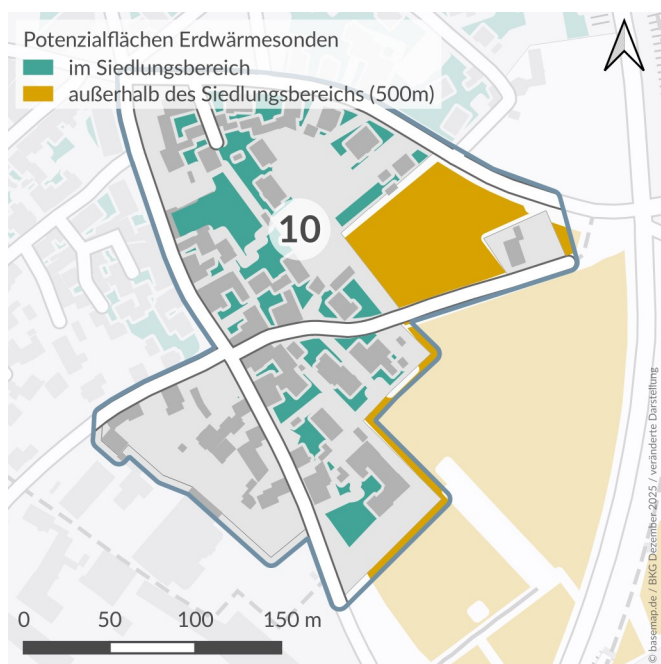 Potenzialflächen Erdwärmesonden
im Siedlungsbereich
außerhalb des Siedlungsbereichs (500m)
10
0 50 100 150 m
© basemap.de / BKG Dezember 2025 / veränderte Darstellung